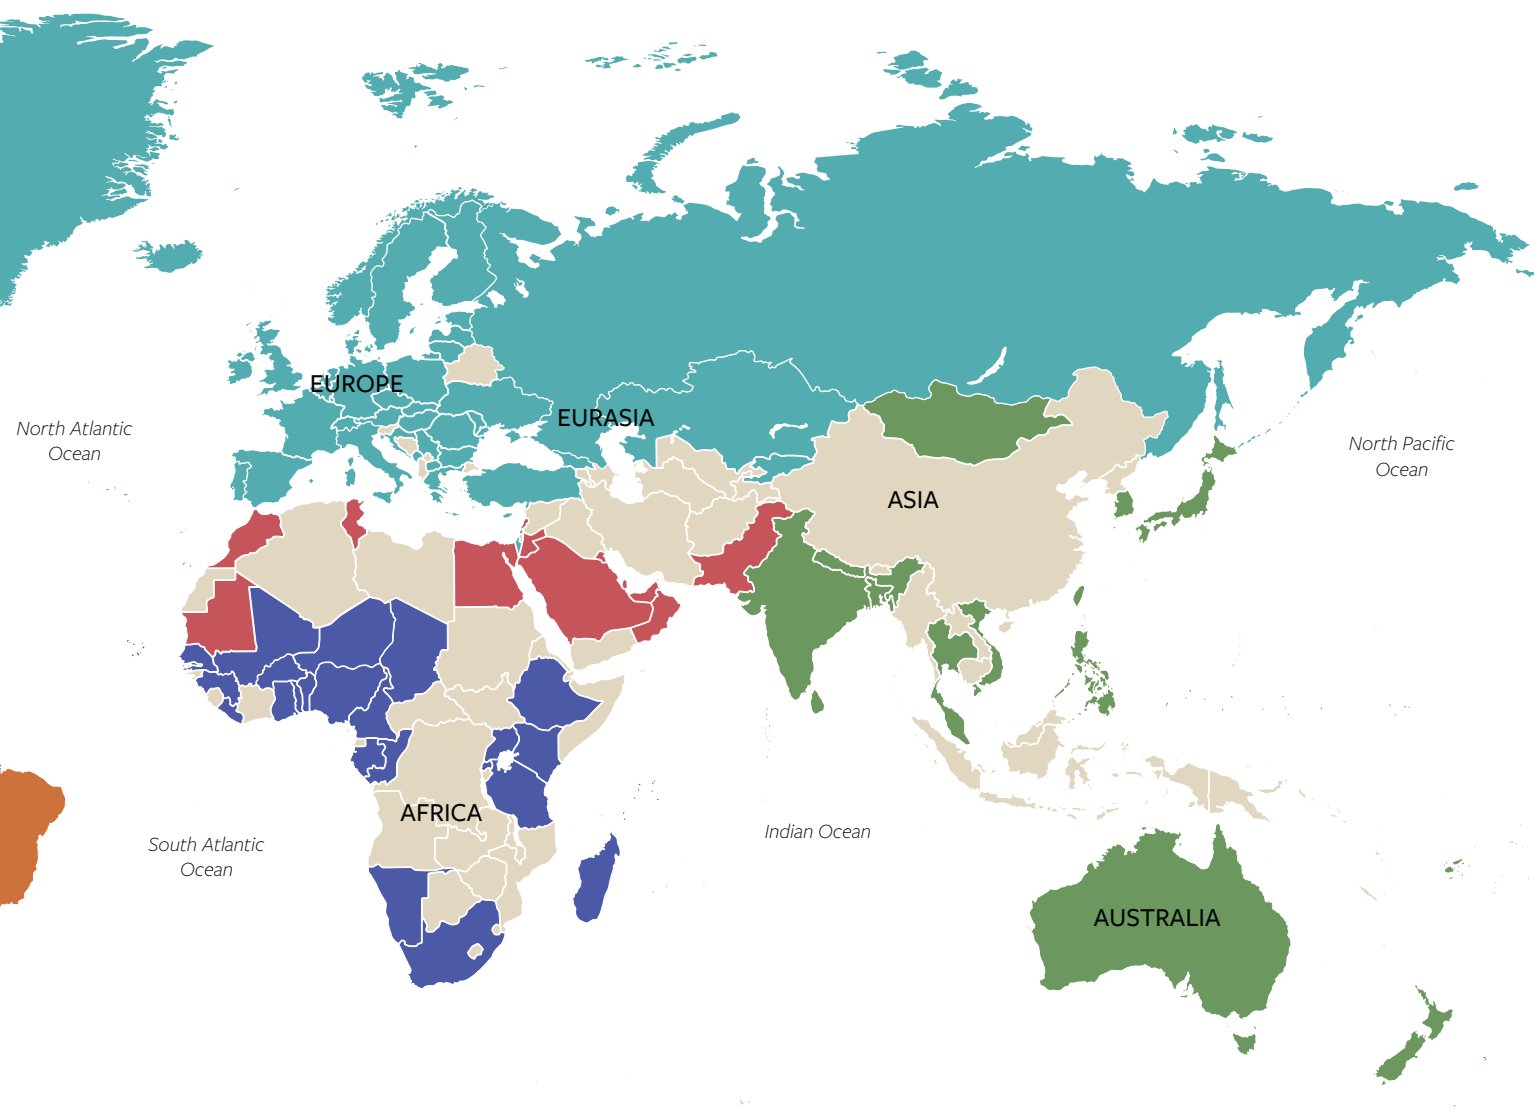 EUROPE
EURASIA
North Atlantic
Ocean
North Pacific
Ocean
ASIA
AFRICA
South Atlantic
Ocean
Indian Ocean
AUSTRALIA